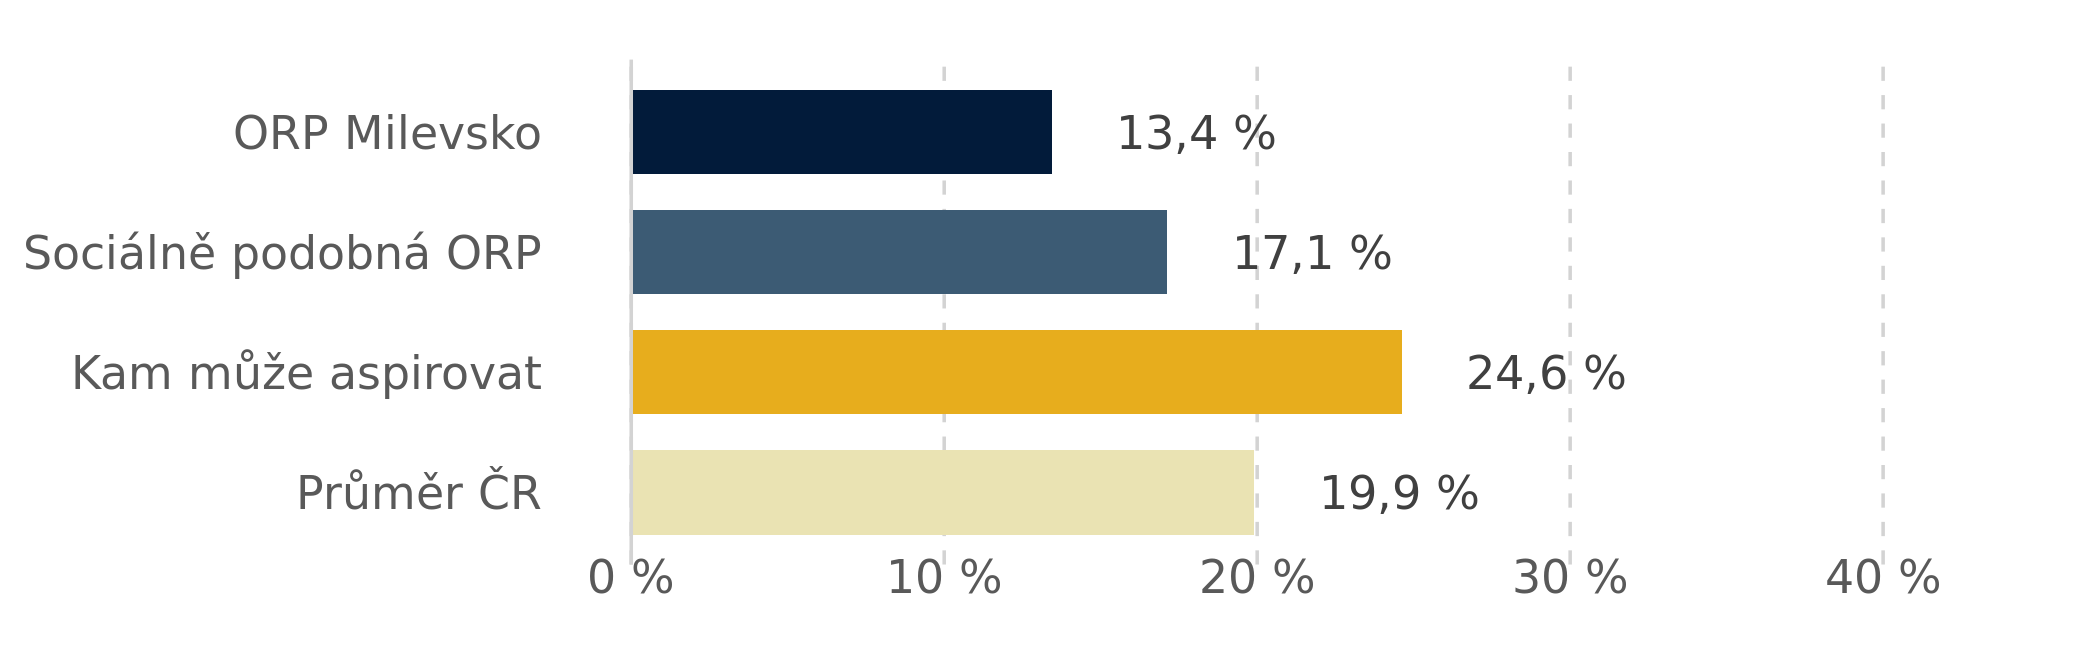 ORP Milevsko 13,4 %
Sociálně podobná ORP 17,1 %
Kam může aspirovat 24,6 %
Průměr ČR 19,9 %
0 % 10 % 20 % 30 % 40 %